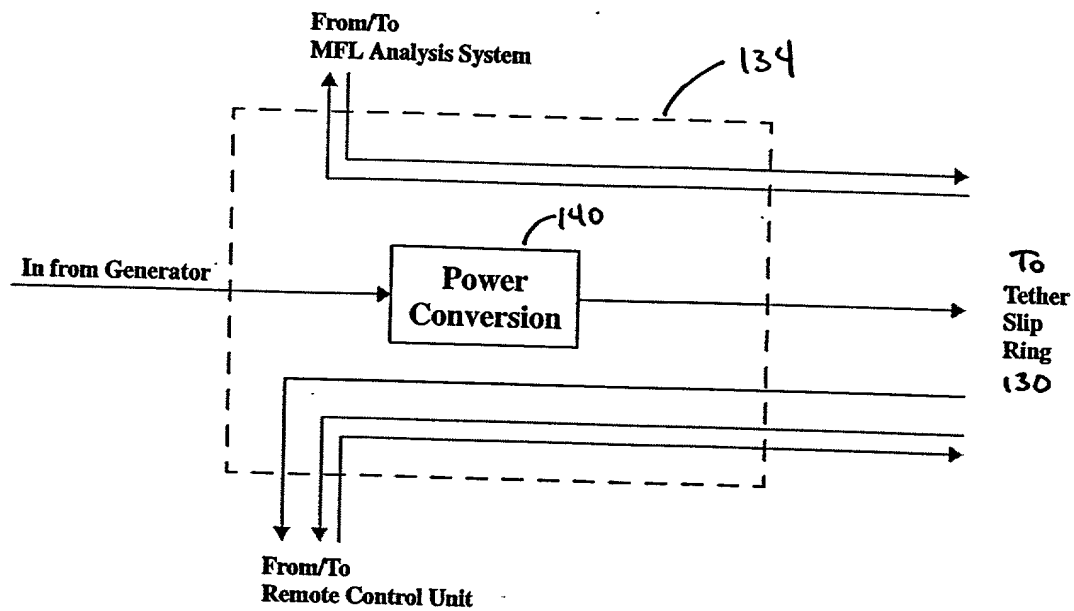 From/To
MFL Analysis System
134
140
In from Generator
Power
Conversion
To
Tether
Slip
Ring
130
From/To
Remote Control Unit